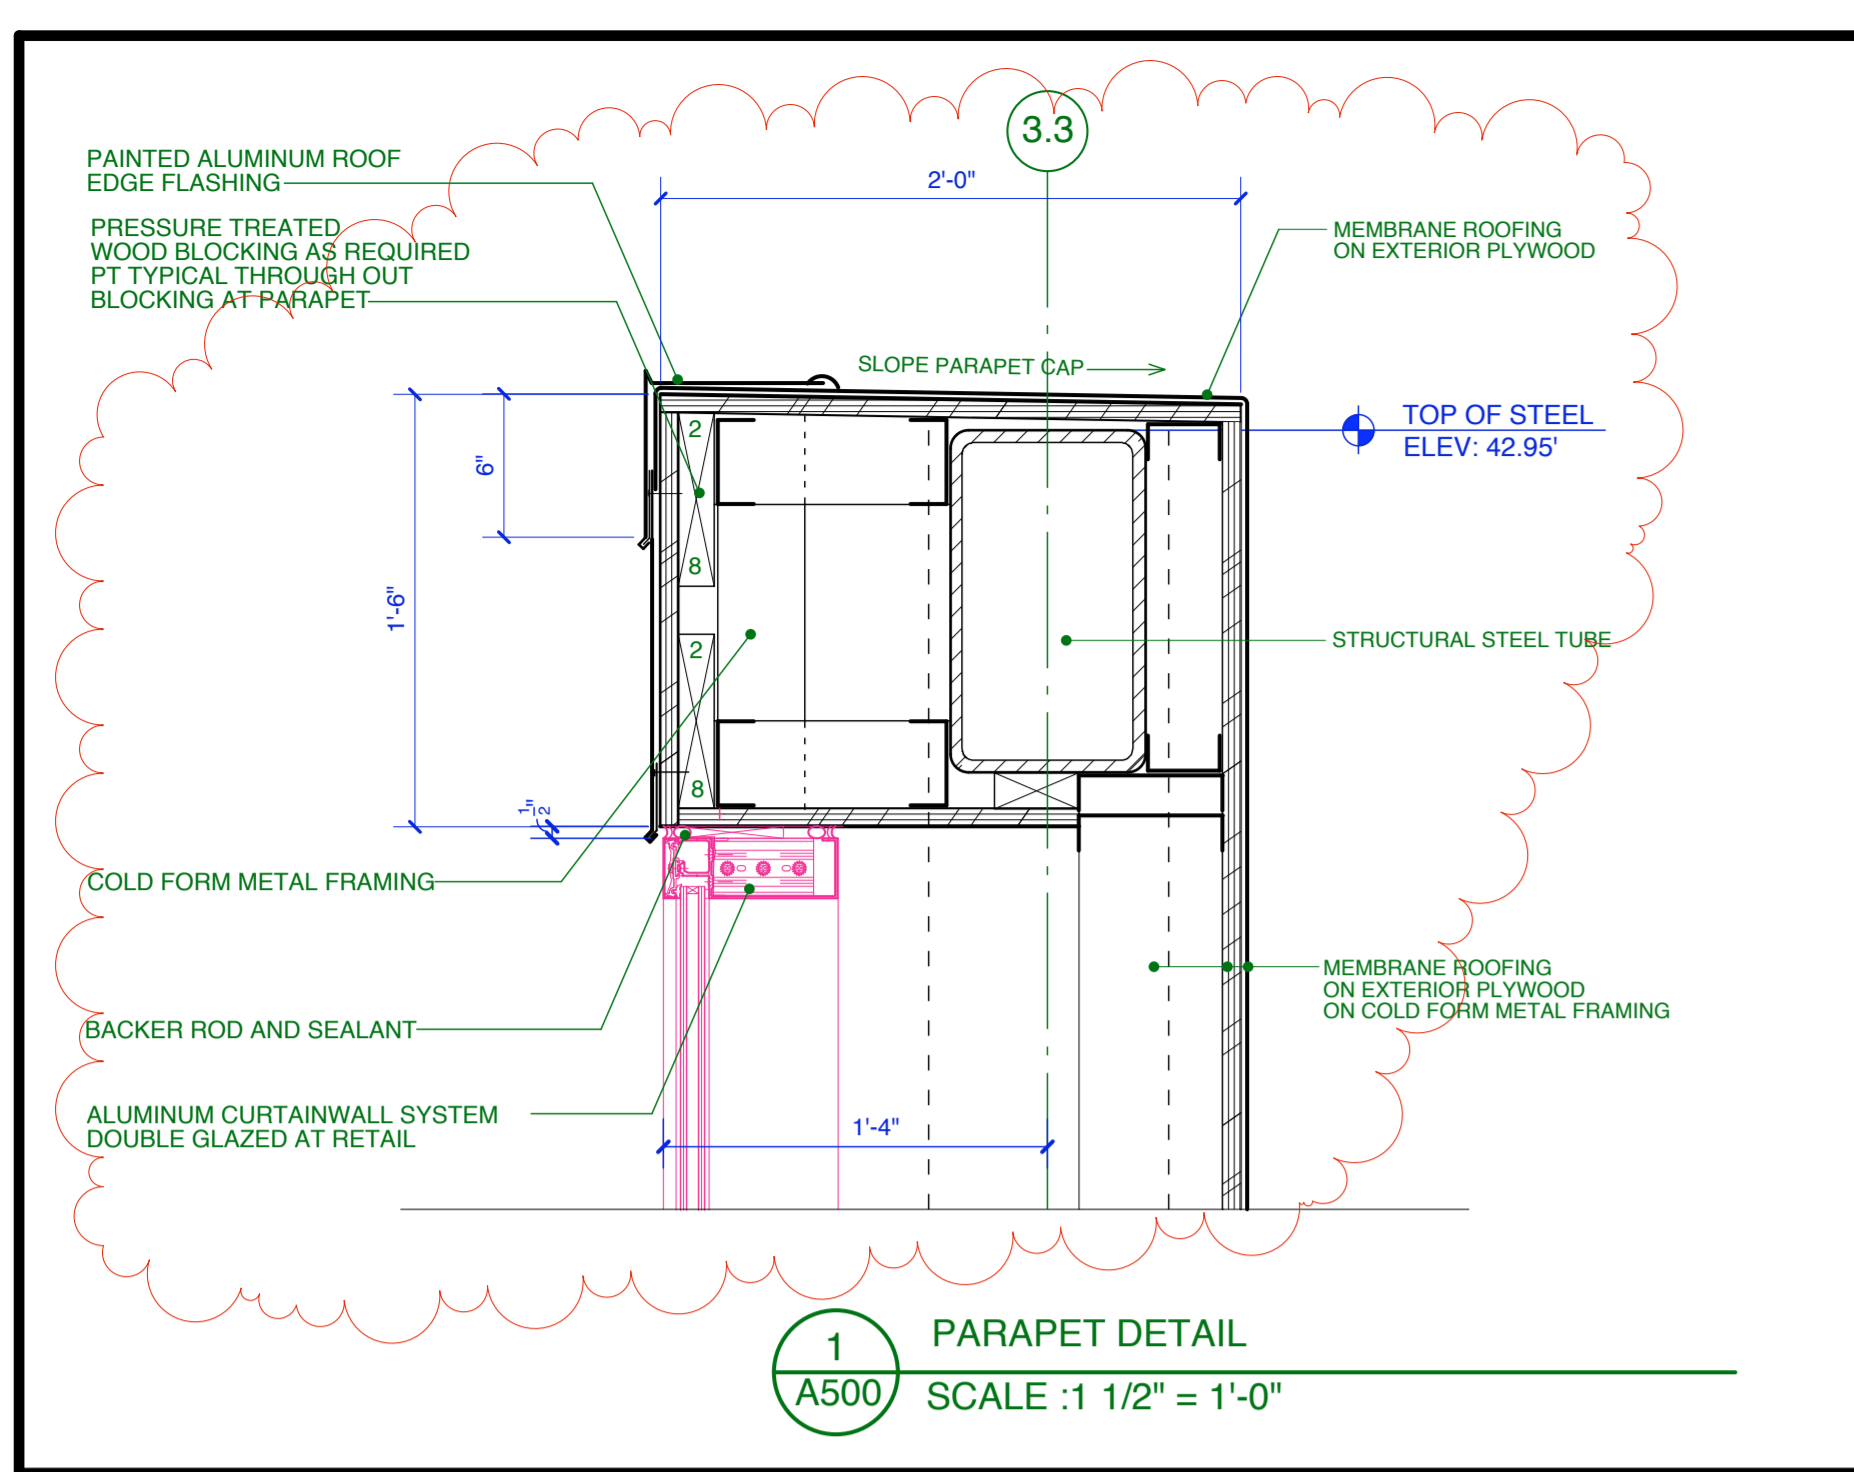 3.3
PAINTED ALUMINUM ROOF
EDGE FLASHING
2'-0"
PRESSURE TREATED
WOOD BLOCKING AS REQUIRED
PT TYPICAL THROUGH OUT
BLOCKING AT PARAPET
MEMBRANE ROOFING
ON EXTERIOR PLYWOOD
SLOPE PARAPET CAP
TOP OF STEEL
ELEV: 42.95'
2
6"
8
1'-6"
2
STRUCTURAL STEEL TUBE
8
1/2"
COLD FORM METAL FRAMING
MEMBRANE ROOFING
ON EXTERIOR PLYWOOD
ON COLD FORM METAL FRAMING
BACKER ROD AND SEALANT
ALUMINUM CURTAINWALL SYSTEM
DOUBLE GLAZED AT RETAIL
1'-4"
1
A500
PARAPET DETAIL
SCALE :1 1/2" = 1'-0"